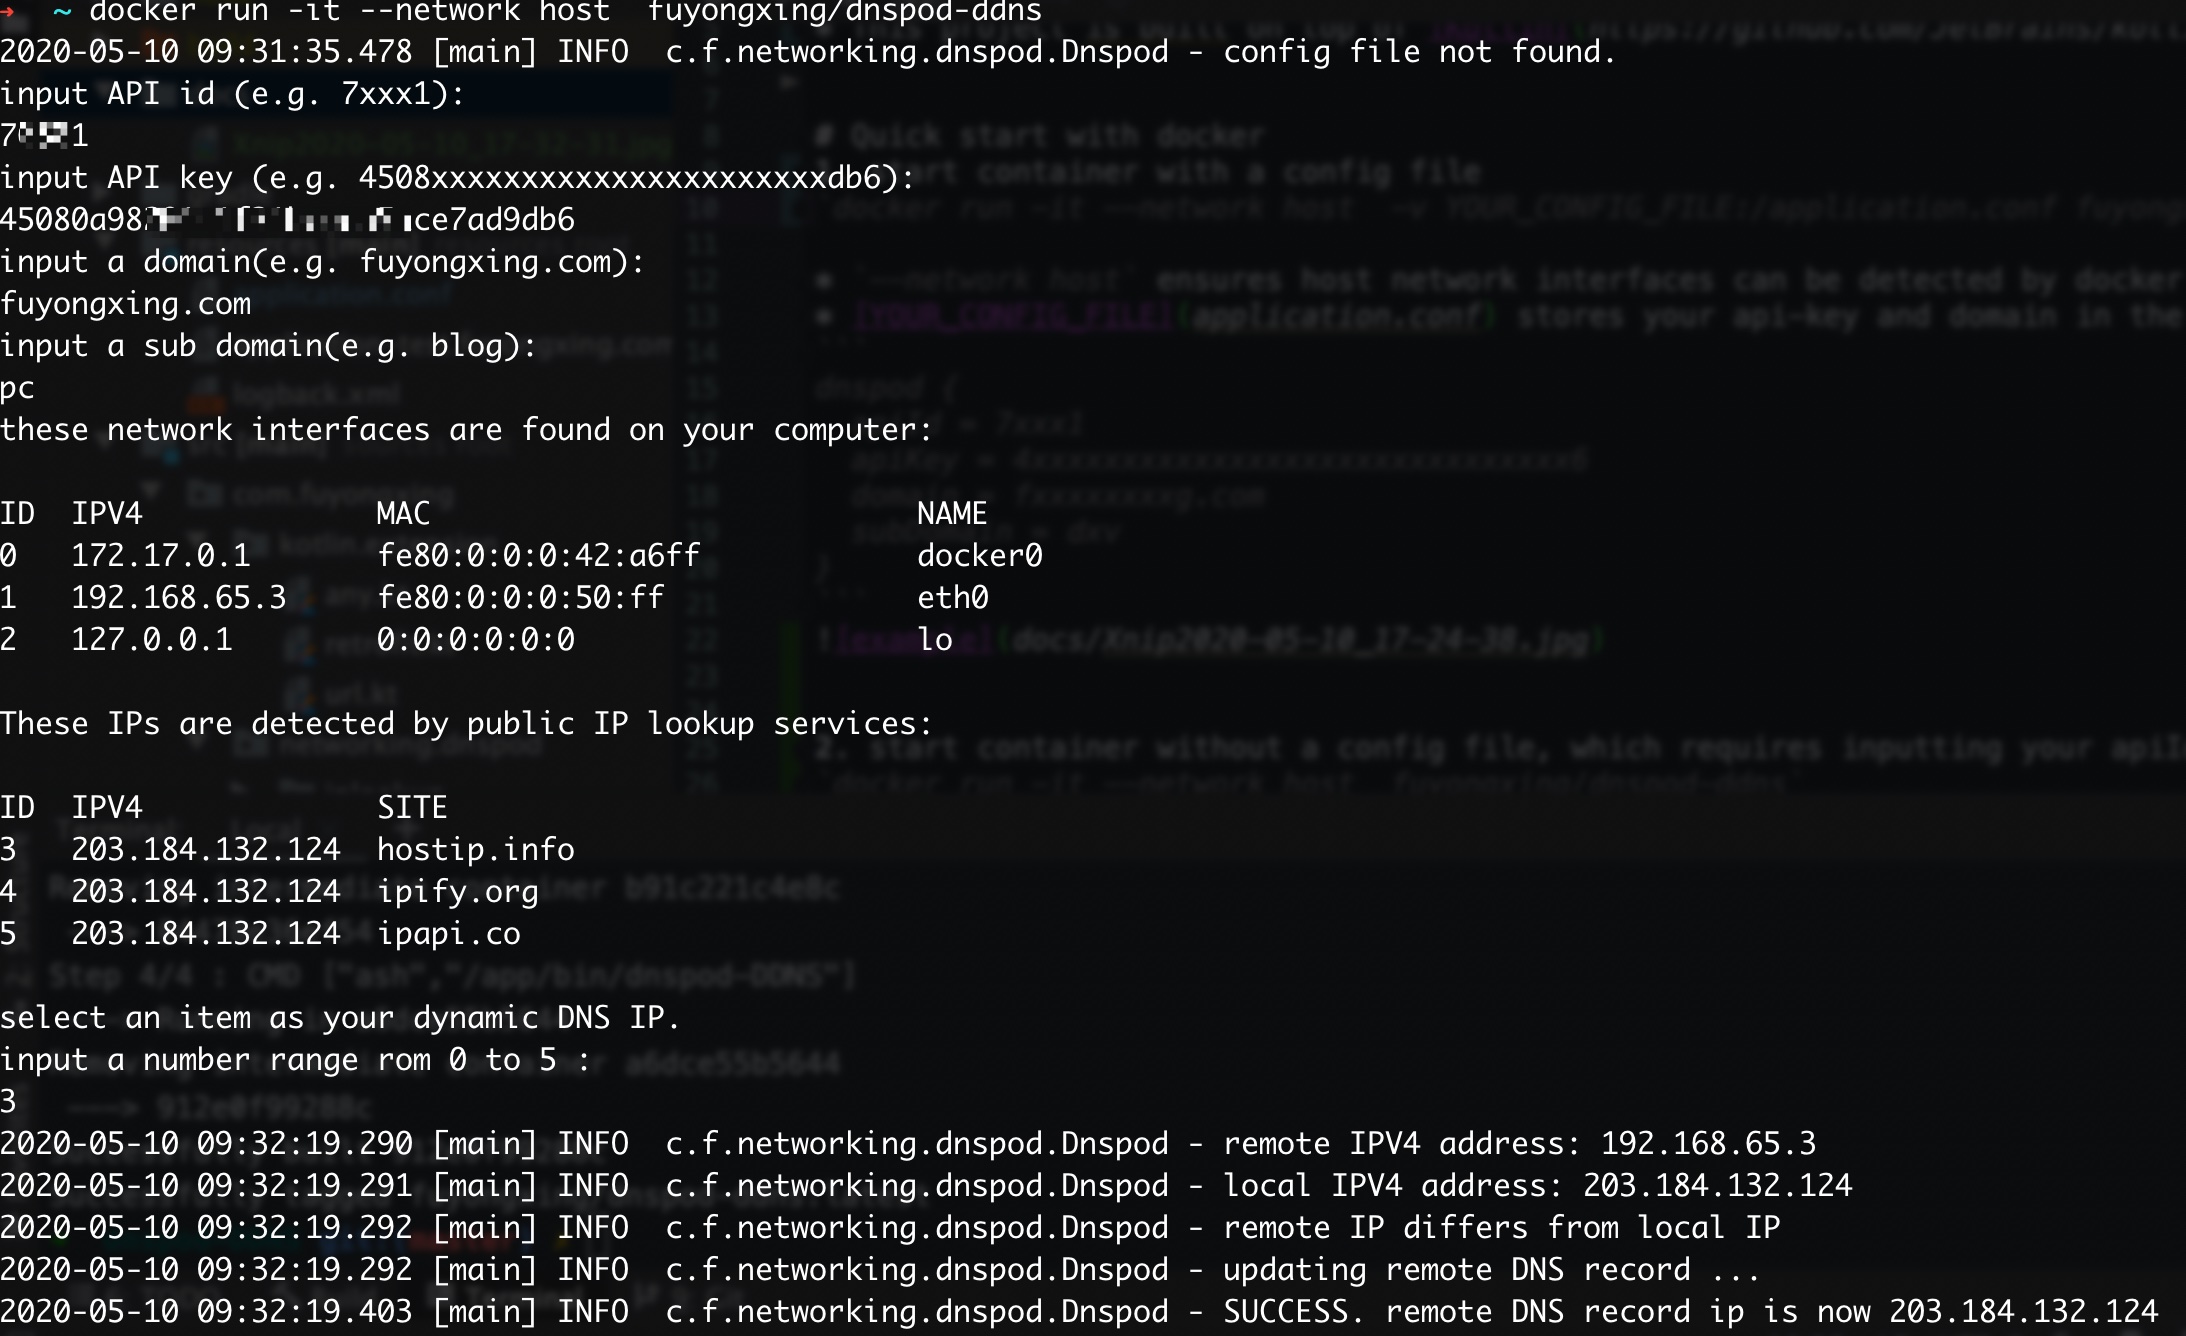 → ~ docker run -it --network host  fuyongxing/dnspod-ddns
2020-05-10 09:31:35.478 [main] INFO  c.f.networking.dnspod.Dnspod - config file not found.
input API id (e.g. 7xxx1):
7 1
input API key (e.g. 4508xxxxxxxxxxxxxxxxxxxxxxdb6):
45080a98 ce7ad9db6
input a domain(e.g. fuyongxing.com):
fuyongxing.com
input a sub domain(e.g. blog):
pc
these network interfaces are found on your computer:
ID  IPV4  MAC  NAME
0  172.17.0.1  fe80:0:0:0:42:a6ff  docker0
1  192.168.65.3  fe80:0:0:0:50:ff  eth0
2  127.0.0.1  0:0:0:0:0:0  lo
These IPs are detected by public IP lookup services:
ID  IPV4  SITE
3  203.184.132.124  hostip.info
4  203.184.132.124  ipify.org
5  203.184.132.124  ipapi.co
select an item as your dynamic DNS IP.
input a number range rom 0 to 5 :
3
2020-05-10 09:32:19.290 [main] INFO  c.f.networking.dnspod.Dnspod - remote IPV4 address: 192.168.65.3
2020-05-10 09:32:19.291 [main] INFO  c.f.networking.dnspod.Dnspod - local IPV4 address: 203.184.132.124
2020-05-10 09:32:19.292 [main] INFO  c.f.networking.dnspod.Dnspod - remote IP differs from local IP
2020-05-10 09:32:19.292 [main] INFO  c.f.networking.dnspod.Dnspod - updating remote DNS record ...
2020-05-10 09:32:19.403 [main] INFO  c.f.networking.dnspod.Dnspod - SUCCESS. remote DNS record ip is now 203.184.132.124